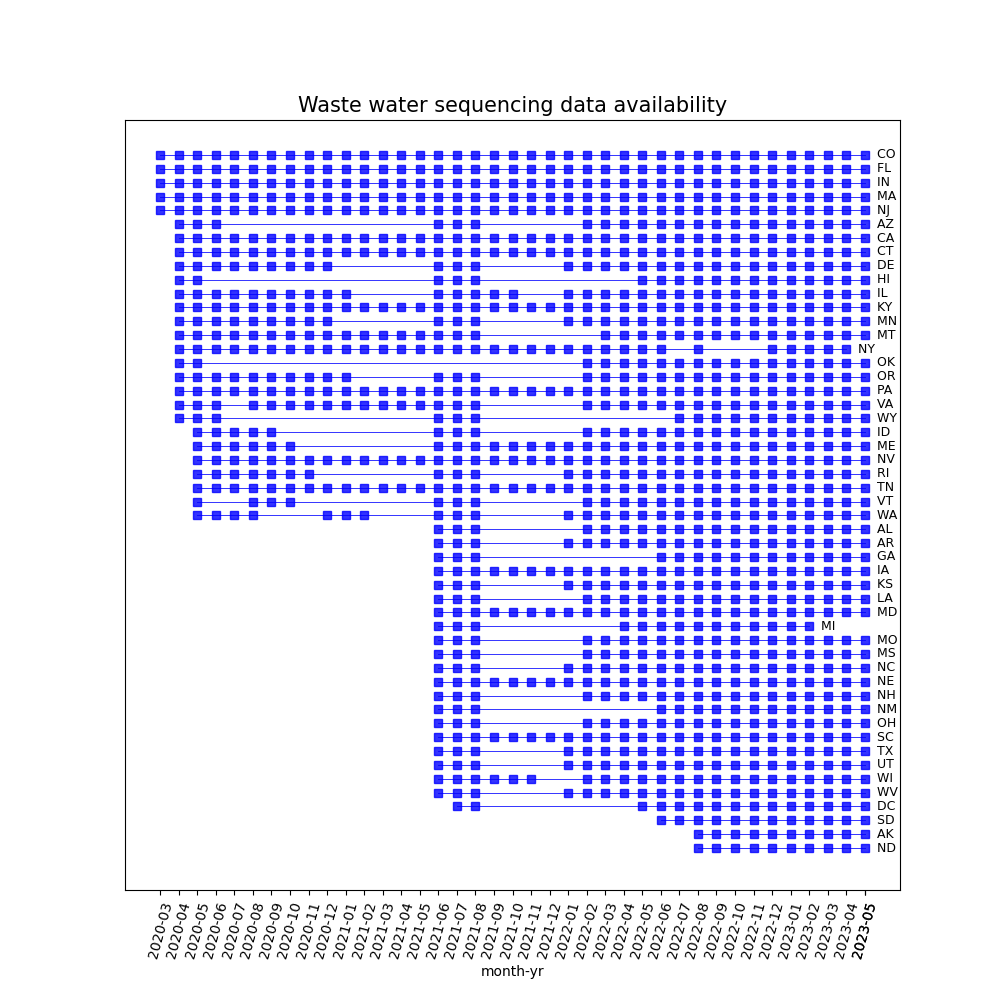 Waste water sequencing data availability
CO
FL
IN
MA
NJ
AZ
CA
CT
DE
HI
IL
KY
MN
MT
NY
OK
OR
PA
VA
WY
ID
ME
NV
RI
TN
VT
WA
AL
AR
GA
IA
KS
LA
MD
MI
MO
MS
NC
NE
NH
NM
OH
SC
TX
UT
WI
WV
DC
SD
AK
ND
2020-03
2020-04
2020-05
2020-06
2020-07
2020-08
2020-09
2020-10
2020-11
2020-12
2021-01
2021-02
2021-03
2021-04
2021-05
2021-06
2021-07
2021-08
2021-09
2021-10
2021-11
2021-12
2022-01
2022-02
2022-03
2022-04
2022-05
2022-06
2022-07
2022-08
2022-09
2022-10
2022-11
2022-12
2023-01
2023-02
2023-03
2023-04
2023-05
month-yr